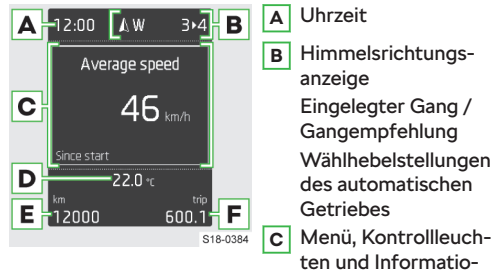 A 12:00 W 3▸4 B
Average speed
C 46 km/h
Since start
D 22.0 °C
km trip
E 12000 600.1 F
S18-0384
A Uhrzeit
B Himmelsrichtungs-
anzeige
Eingelegter Gang /
Gangempfehlung
Wählhebelstellungen
des automatischen
Getriebes
C Menü, Kontrollleuch-
ten und Informatio-